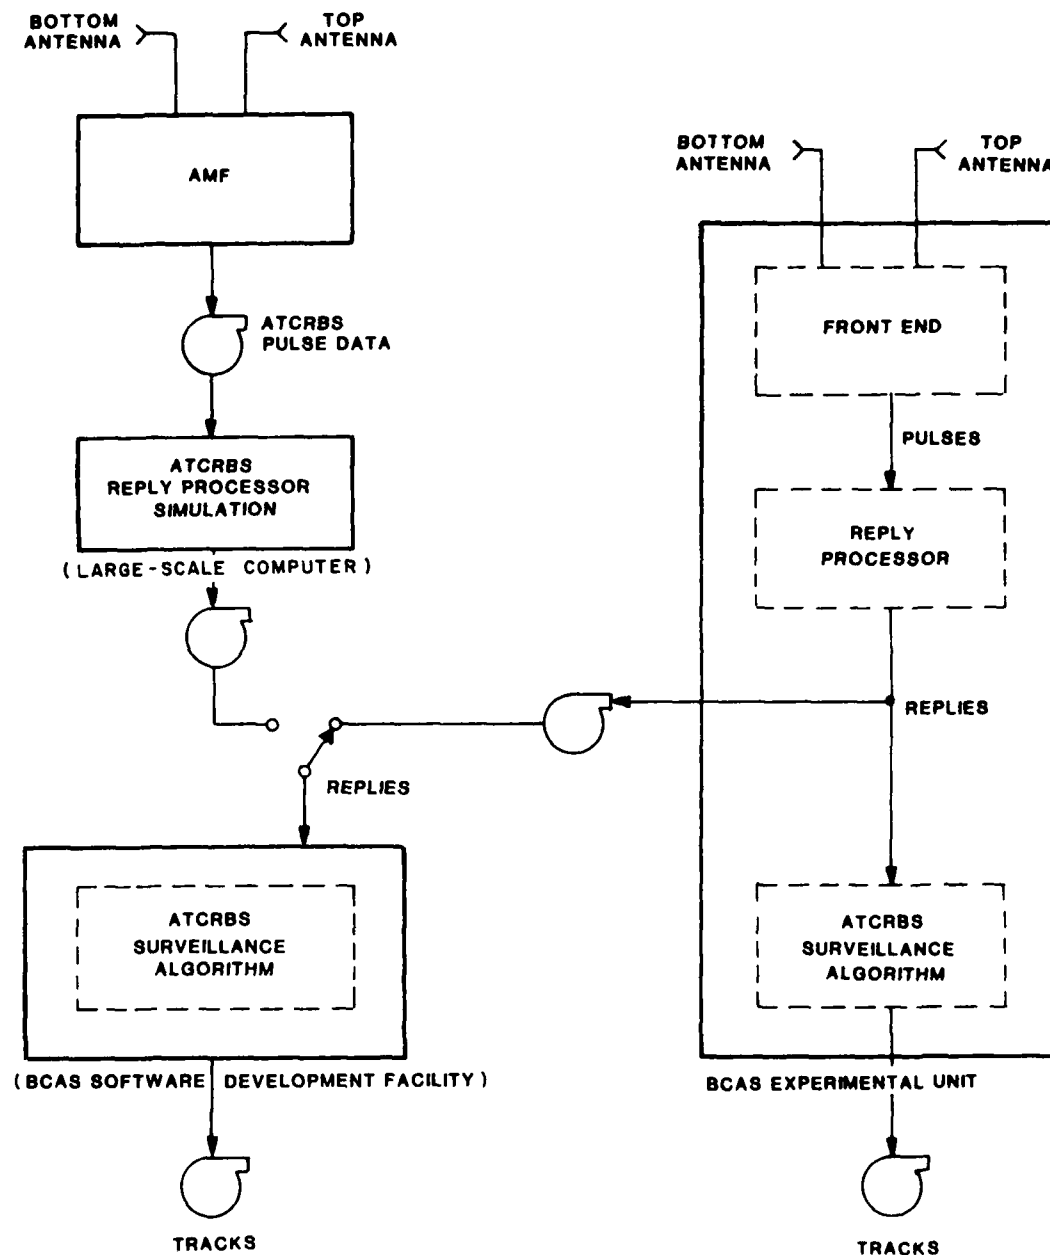 BOTTOM
ANTENNA
TOP
ANTENNA
AMF
ATCRBS
PULSE DATA
ATCRBS
REPLY PROCESSOR
SIMULATION
(LARGE-SCALE COMPUTER)
REPLIES
ATCRBS
SURVEILLANCE
ALGORITHM
(BCAS SOFTWARE DEVELOPMENT FACILITY)
TRACKS
BOTTOM
ANTENNA
TOP
ANTENNA
FRONT END
PULSES
REPLY
PROCESSOR
REPLIES
ATCRBS
SURVEILLANCE
ALGORITHM
BCAS EXPERIMENTAL UNIT
TRACKS